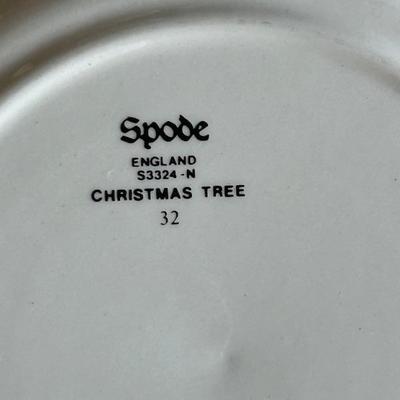 Spode
ENGLAND
S3324-N
CHRISTMAS TREE
32